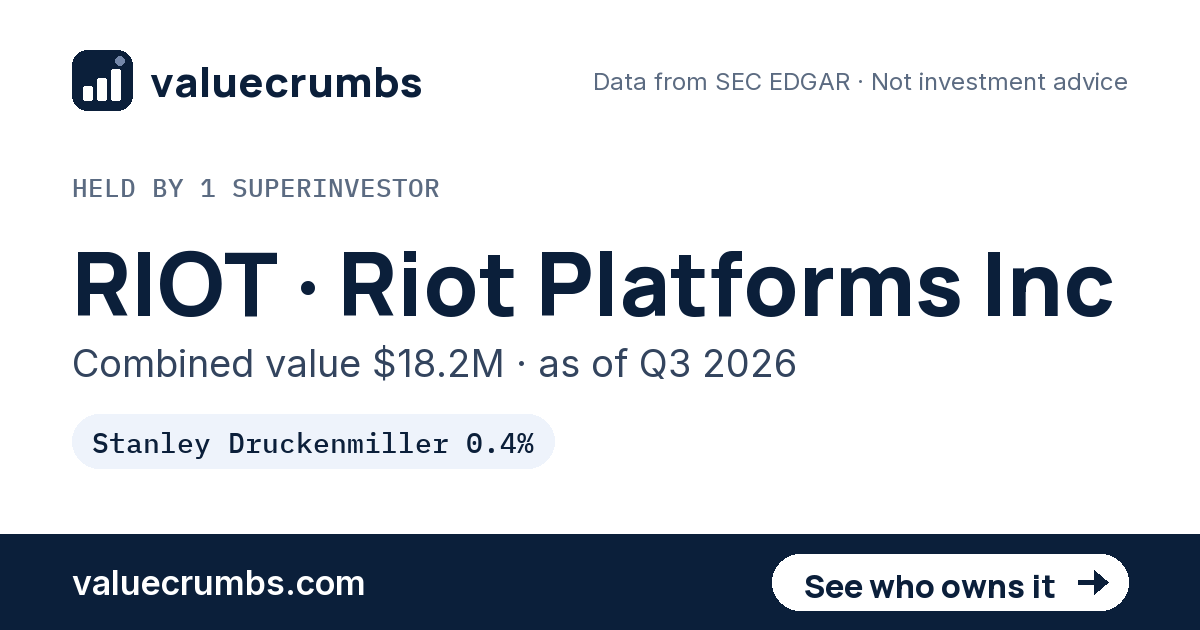 valuecrumbs
Data from SEC EDGAR · Not investment advice
HELD BY 1 SUPERINVESTOR
RIOT · Riot Platforms Inc
Combined value $18.2M · as of Q3 2026
Stanley Druckenmiller 0.4%
valuecrumbs.com
See who owns it →